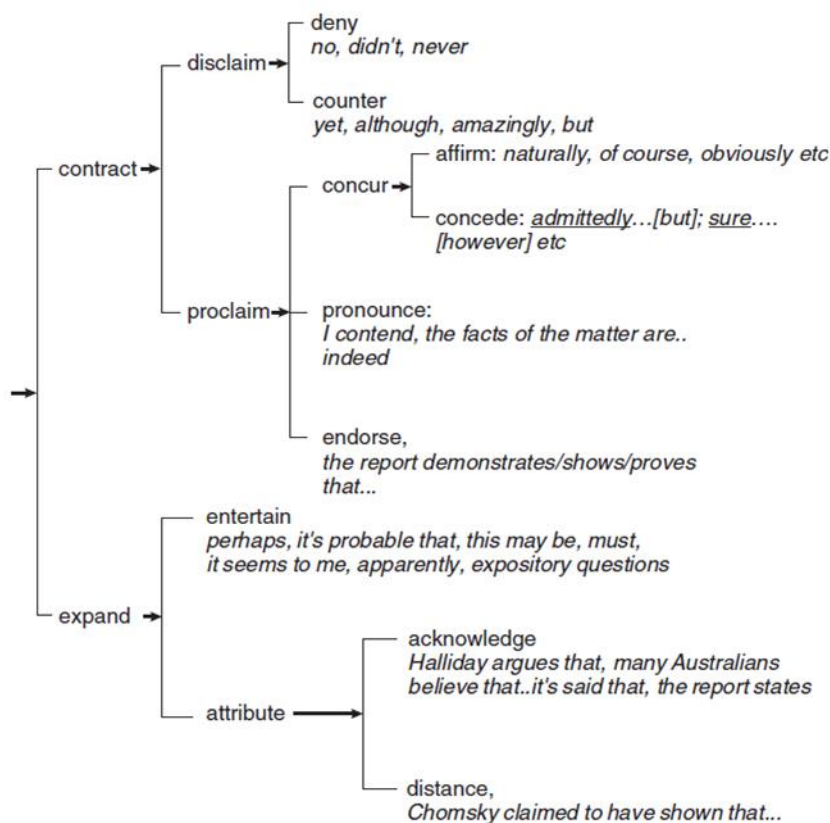 deny
no, didn't, never
disclaim
counter
yet, although, amazingly, but
affirm: naturally, of course, obviously etc
contract
concur
concede: admittedly...[but]; sure....
[however] etc
proclaim
pronounce:
I contend, the facts of the matter are..
indeed
endorse,
the report demonstrates/shows/proves
that...
entertain
perhaps, it's probable that, this may be, must,
it seems to me, apparently, expository questions
expand
acknowledge
Halliday argues that, many Australians
believe that..it's said that, the report states
attribute
distance,
Chomsky claimed to have shown that...